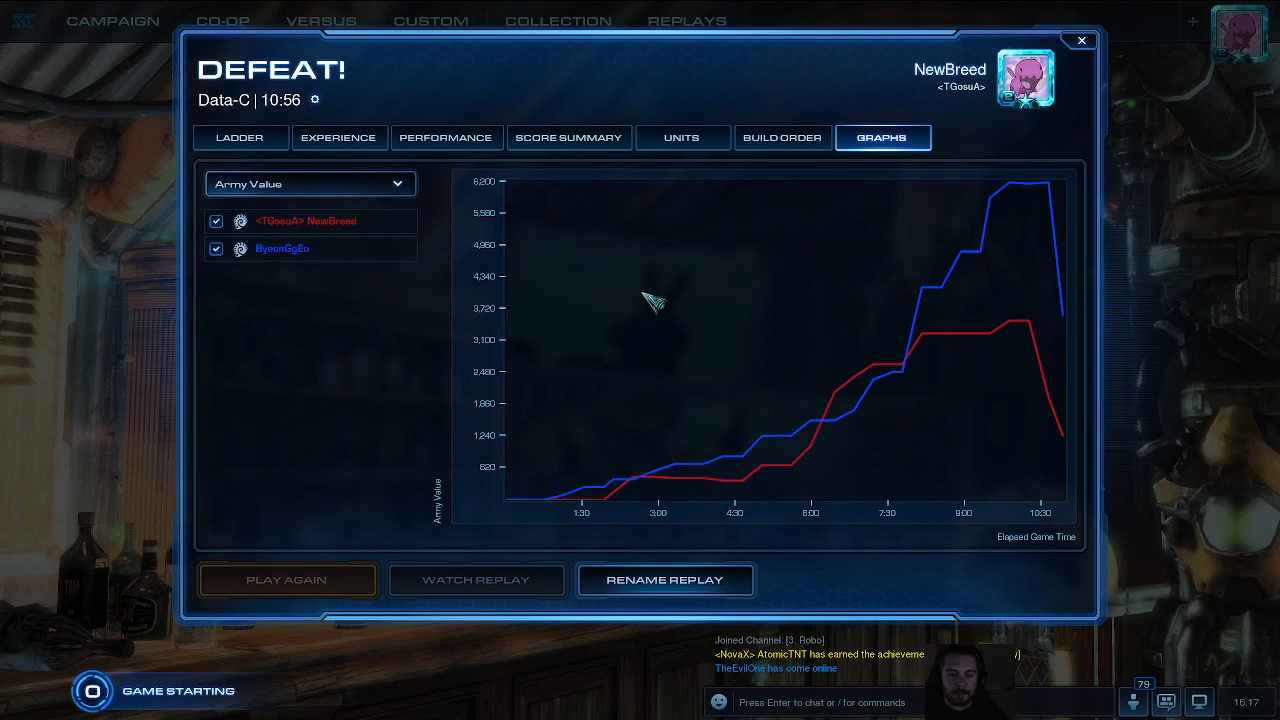 CAMPAIGN CO-OP VERSUS CUSTOM COLLECTION REPLAYS +
DEFEAT!
Data-C | 10:56
NewBreed
<TGosuA>
LADDER EXPERIENCE PERFORMANCE SCORE SUMMARY UNITS BUILD ORDER GRAPHS
Army Value
<TGosuA> NewBreed
ByeonGgEo
6,200
5,580
4,960
4,340
3,720
3,100
2,480
1,860
1,240
620
Army Value
1:30 3:00 4:30 6:00 7:30 9:00 10:30
Elapsed Game Time
PLAY AGAIN WATCH REPLAY RENAME REPLAY
Joined Channel: [3. Robo]
<NovaX> AtomicTNT has earned the achieveme
TheEvilOne has come online
79
0 GAME STARTING
Press Enter to chat or / for commands
16:17